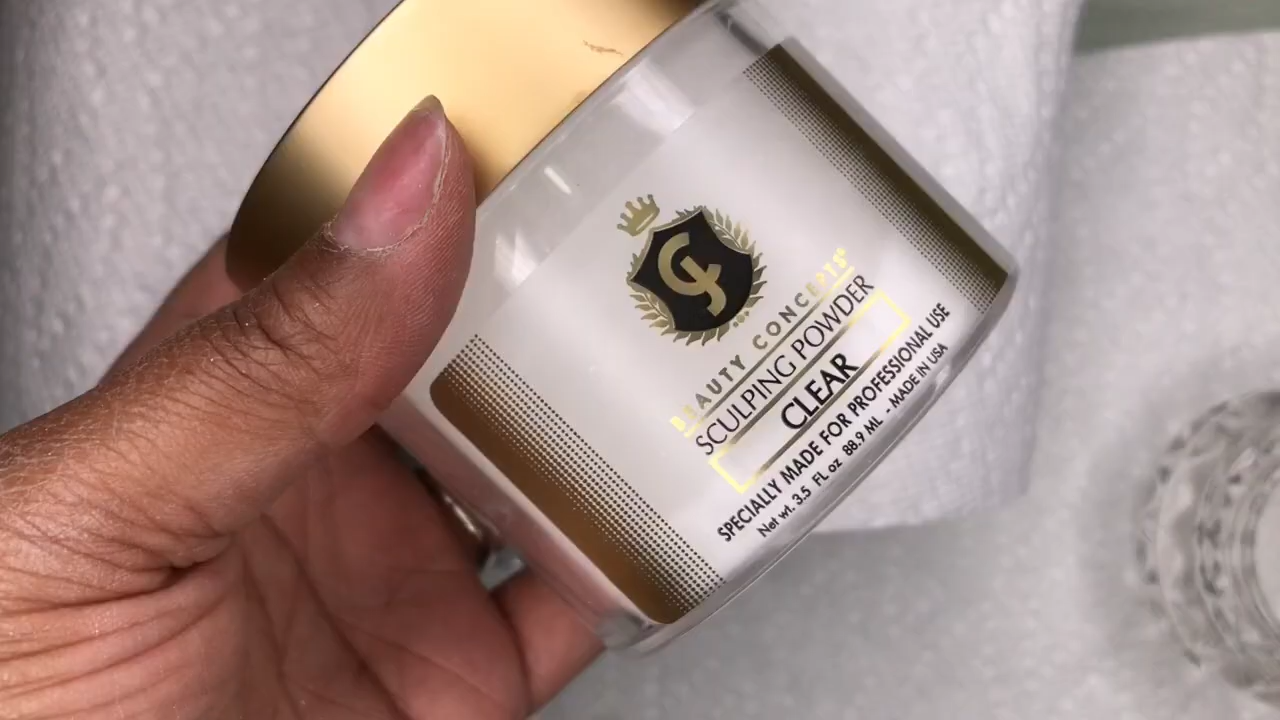 BEAUTY CONCEPTS®
SCULPING POWDER
CLEAR
SPECIALLY MADE FOR PROFESSIONAL USE
Net wt. 3.5 FL oz 88.9 ML - MADE IN USA